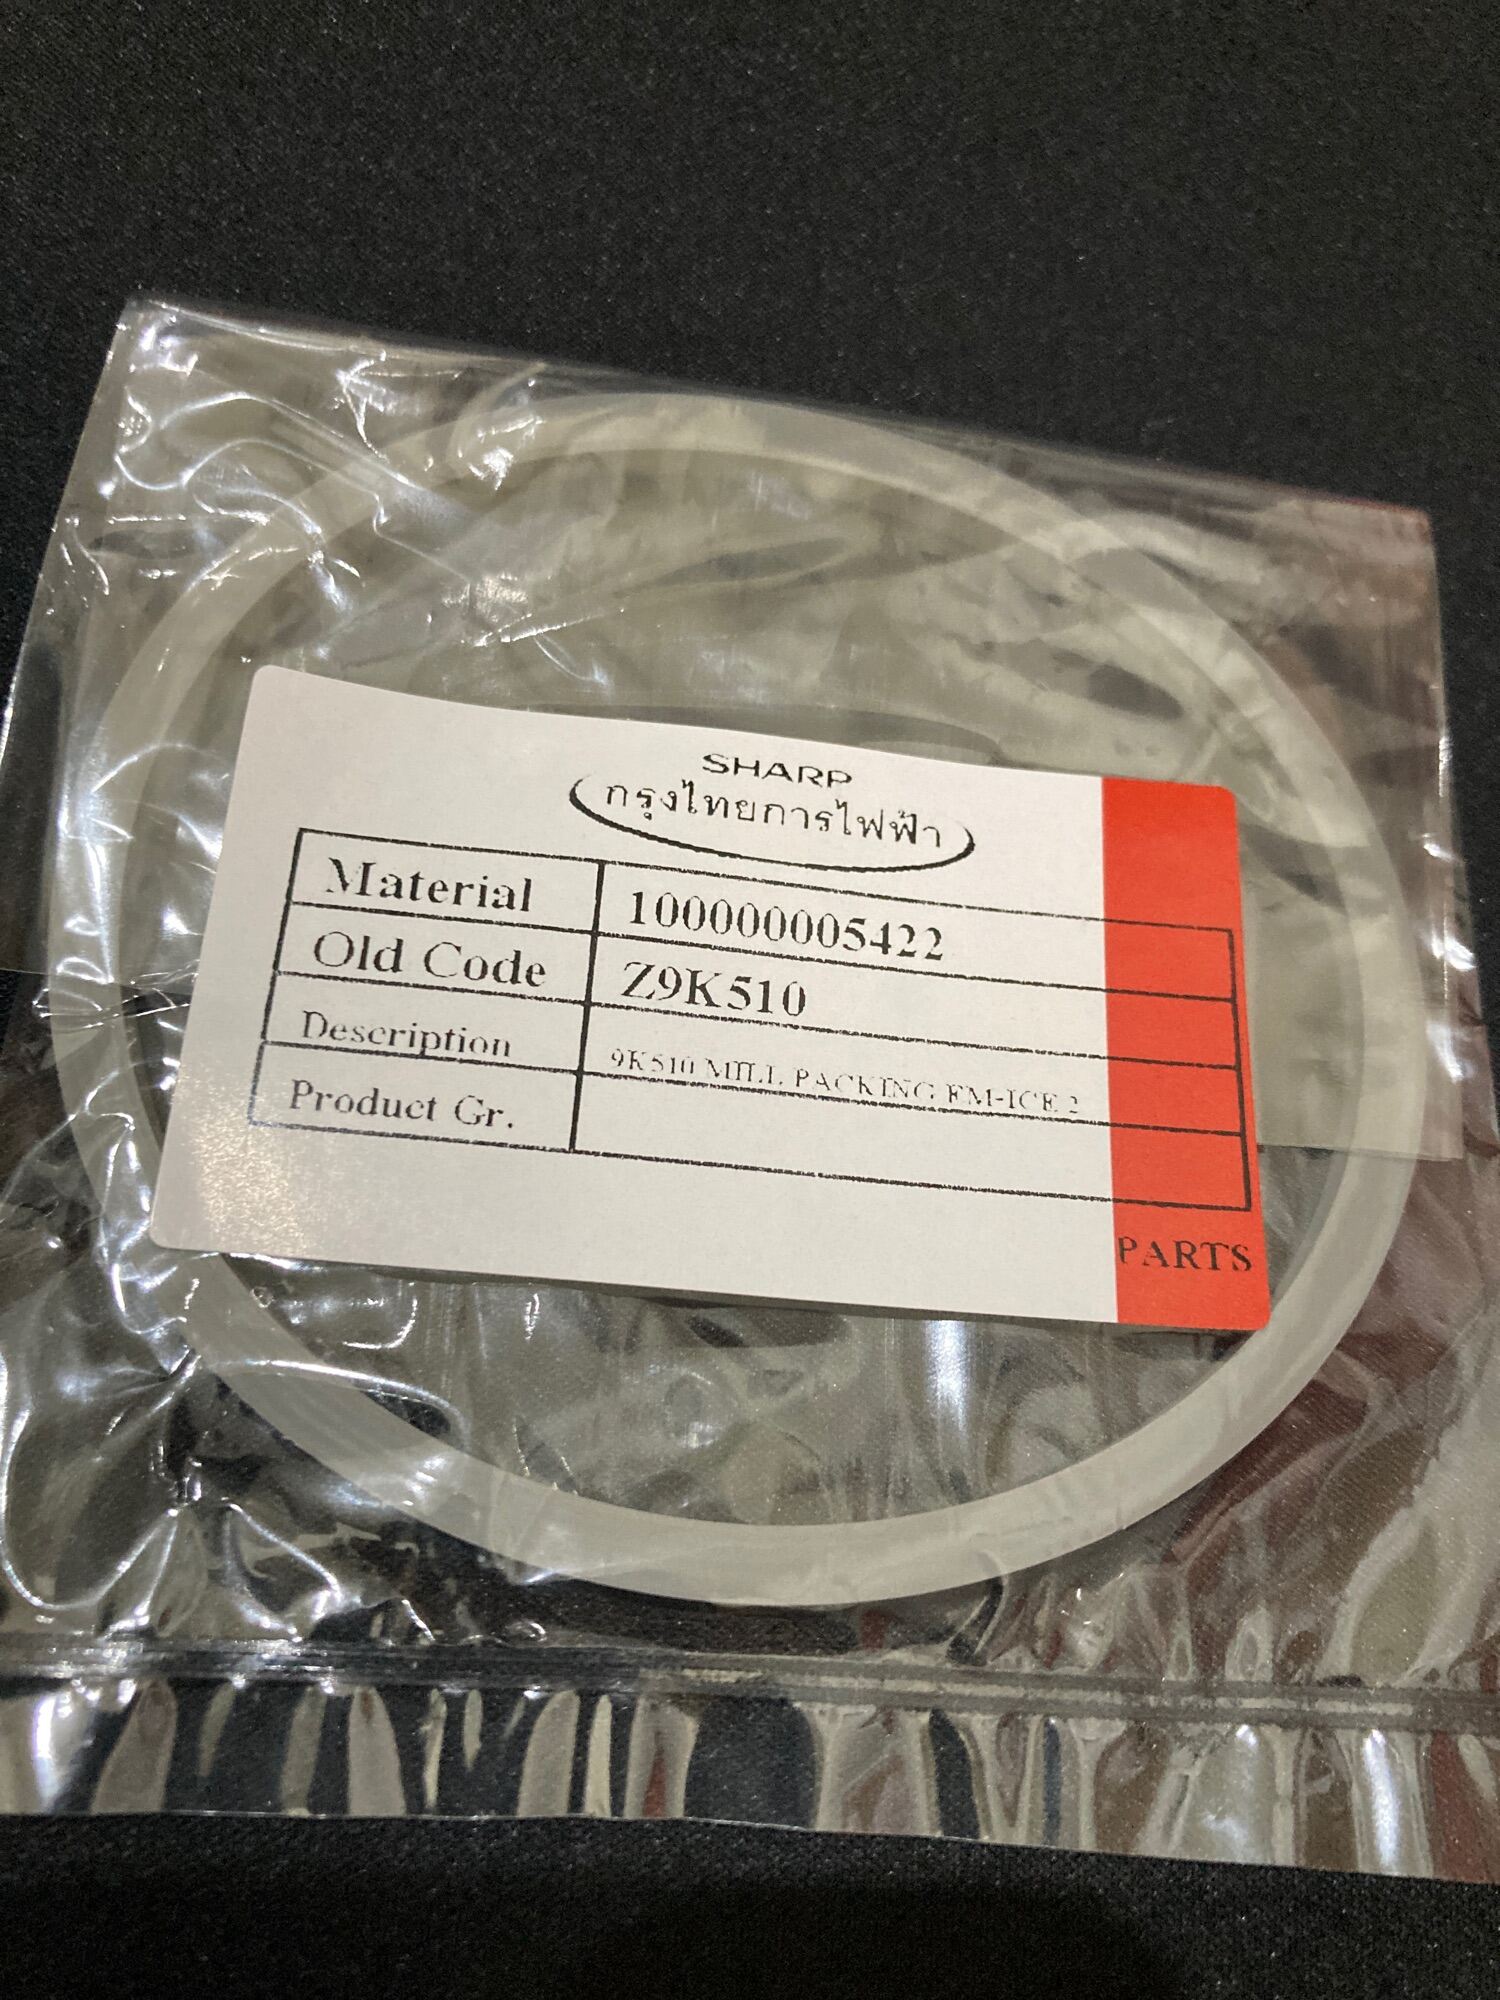 SHARP
กรุงไทยการไฟฟ้า
Material 100000005422
Old Code Z9K510
Description 9K510 MILL PACKING EM-ICE 2
Product Gr.
PARTS